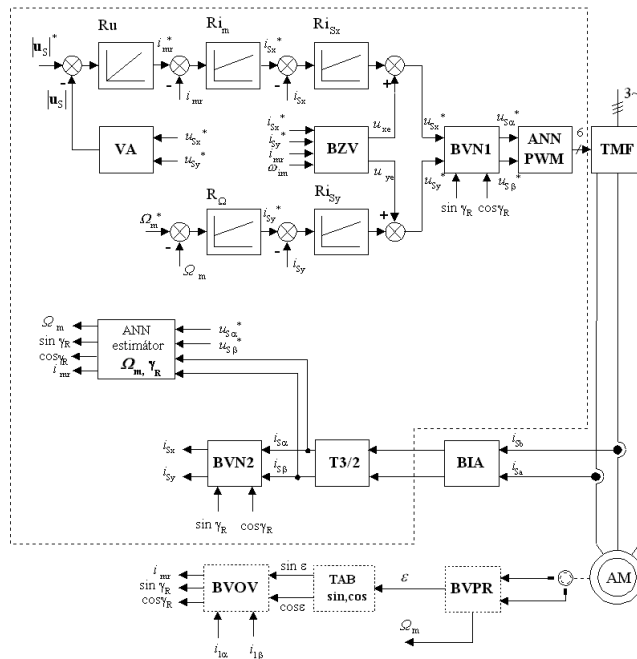 Ru
Ri_m
Ri_Sx
|u_S|*
i_mr*
i_Sx*
-
-
-
+
|u_S|
i_mr
i_Sx
VA
u_Sx*
u_Sy*
i_Sx*
i_Sy*
i_mr
ω_m
BZV
u_xe
u_ye
u_Sx*
u_Sy*
BVN1
sin γ_R
cosγ_R
u_Sα*
u_Sβ*
ANN
PWM
6
TMF
3~
R_Ω
Ri_Sy
Ω_m*
i_Sy*
-
-
+
Ω_m
i_Sy
Ω_m
sin γ_R
cosγ_R
i_mr
ANN
estimátor
Ω_m, γ_R
u_Sα*
u_Sβ*
i_Sx
i_Sy
BVN2
sin γ_R
cosγ_R
i_Sα
i_Sβ
T3/2
BIA
i_Sb
i_Sa
i_mr
sin γ_R
cosγ_R
BVOV
i_1α
i_1β
sin ε
cosε
TAB
sin,cos
ε
BVPR
Ω_m
AM